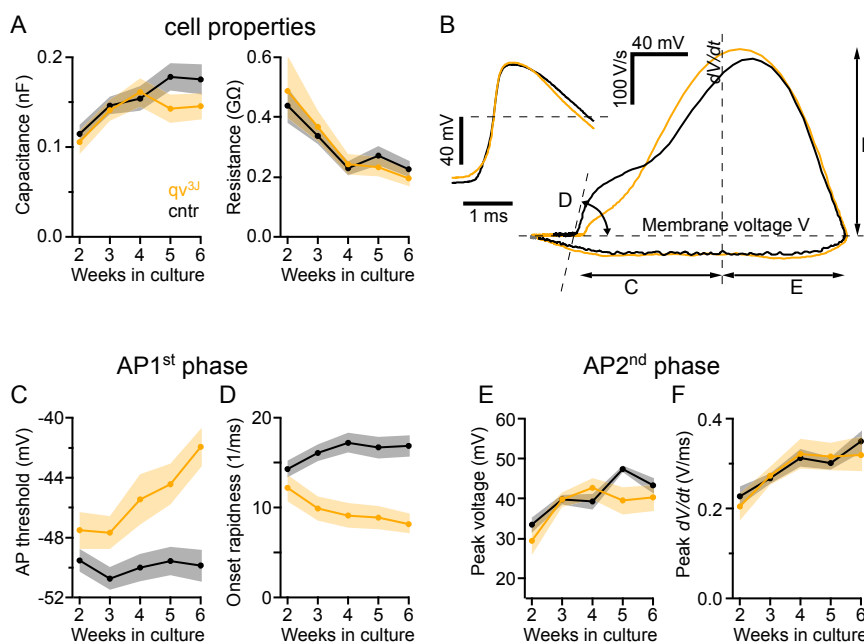 A
cell properties
B
Capacitance (nF)
0.2
0.1
0.0
qv³ᴶ
cntr
2 3 4 5 6
Weeks in culture
Resistance (GΩ)
0.6
0.4
0.2
0.0
2 3 4 5 6
Weeks in culture
40 mV
1 ms
100 V/s
40 mV
dV/dt
D
Membrane voltage V
C
E
AP1ˢᵗ phase
AP2ⁿᵈ phase
C
AP threshold (mV)
-40
-44
-48
-52
2 3 4 5 6
Weeks in culture
D
Onset rapidness (1/ms)
20
10
0
2 3 4 5 6
Weeks in culture
E
Peak voltage (mV)
60
50
40
30
20
2 3 4 5 6
Weeks in culture
F
Peak dV/dt (V/ms)
0.4
0.2
0.0
2 3 4 5 6
Weeks in culture